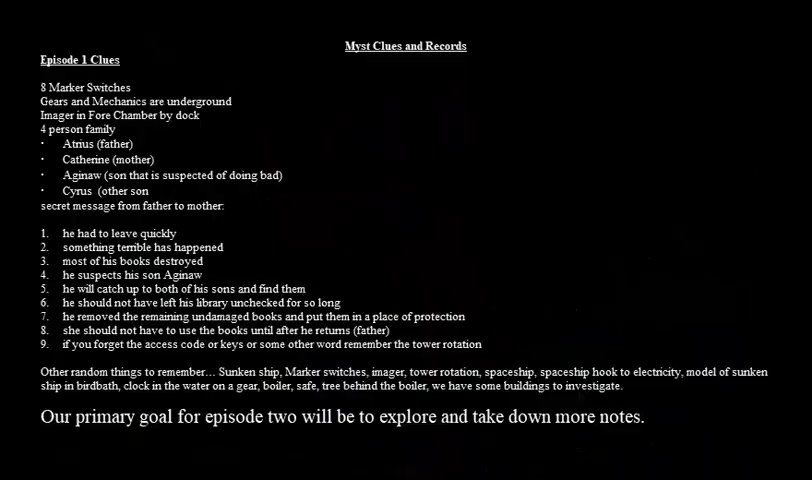 Myst Clues and Records
Episode 1 Clues
8 Marker Switches
Gears and Mechanics are underground
Imager in Fore Chamber by dock
4 person family
· Atrius (father)
· Catherine (mother)
· Aginaw (son that is suspected of doing bad)
· Cyrus  (other son
secret message from father to mother:
1. he had to leave quickly
2. something terrible has happened
3. most of his books destroyed
4. he suspects his son Aginaw
5. he will catch up to both of his sons and find them
6. he should not have left his library unchecked for so long
7. he removed the remaining undamaged books and put them in a place of protection
8. she should not have to use the books until after he returns (father)
9. if you forget the access code or keys or some other word remember the tower rotation
Other random things to remember… Sunken ship, Marker switches, imager, tower rotation, spaceship, spaceship hook to electricity, model of sunken
ship in birdbath, clock in the water on a gear, boiler, safe, tree behind the boiler, we have some buildings to investigate.
Our primary goal for episode two will be to explore and take down more notes.